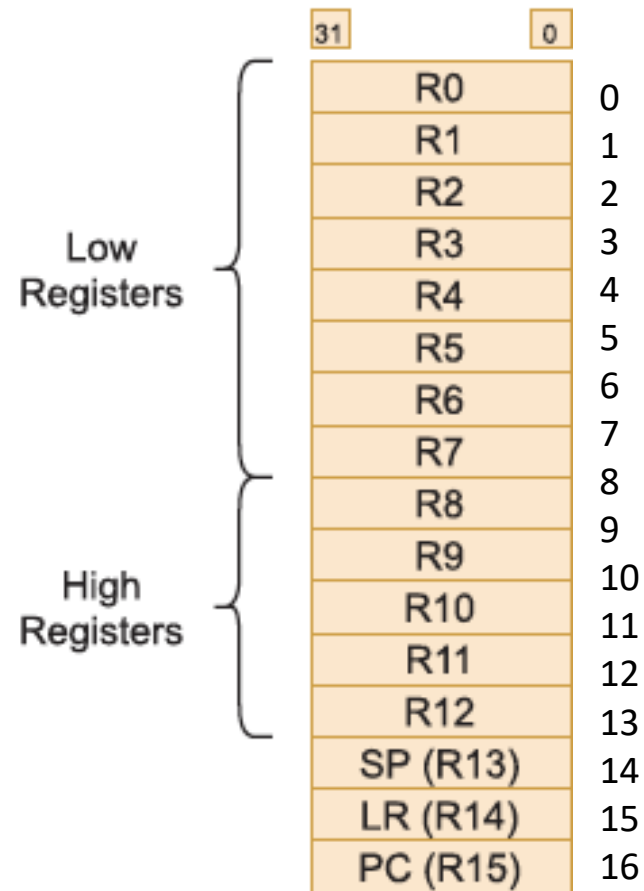 31 0
R0 0
R1 1
R2 2
Low
Registers
R3 3
R4 4
R5 5
R6 6
R7 7
R8 8
R9 9
High
Registers
R10 10
R11 11
R12 12
13
SP (R13) 14
LR (R14) 15
PC (R15) 16